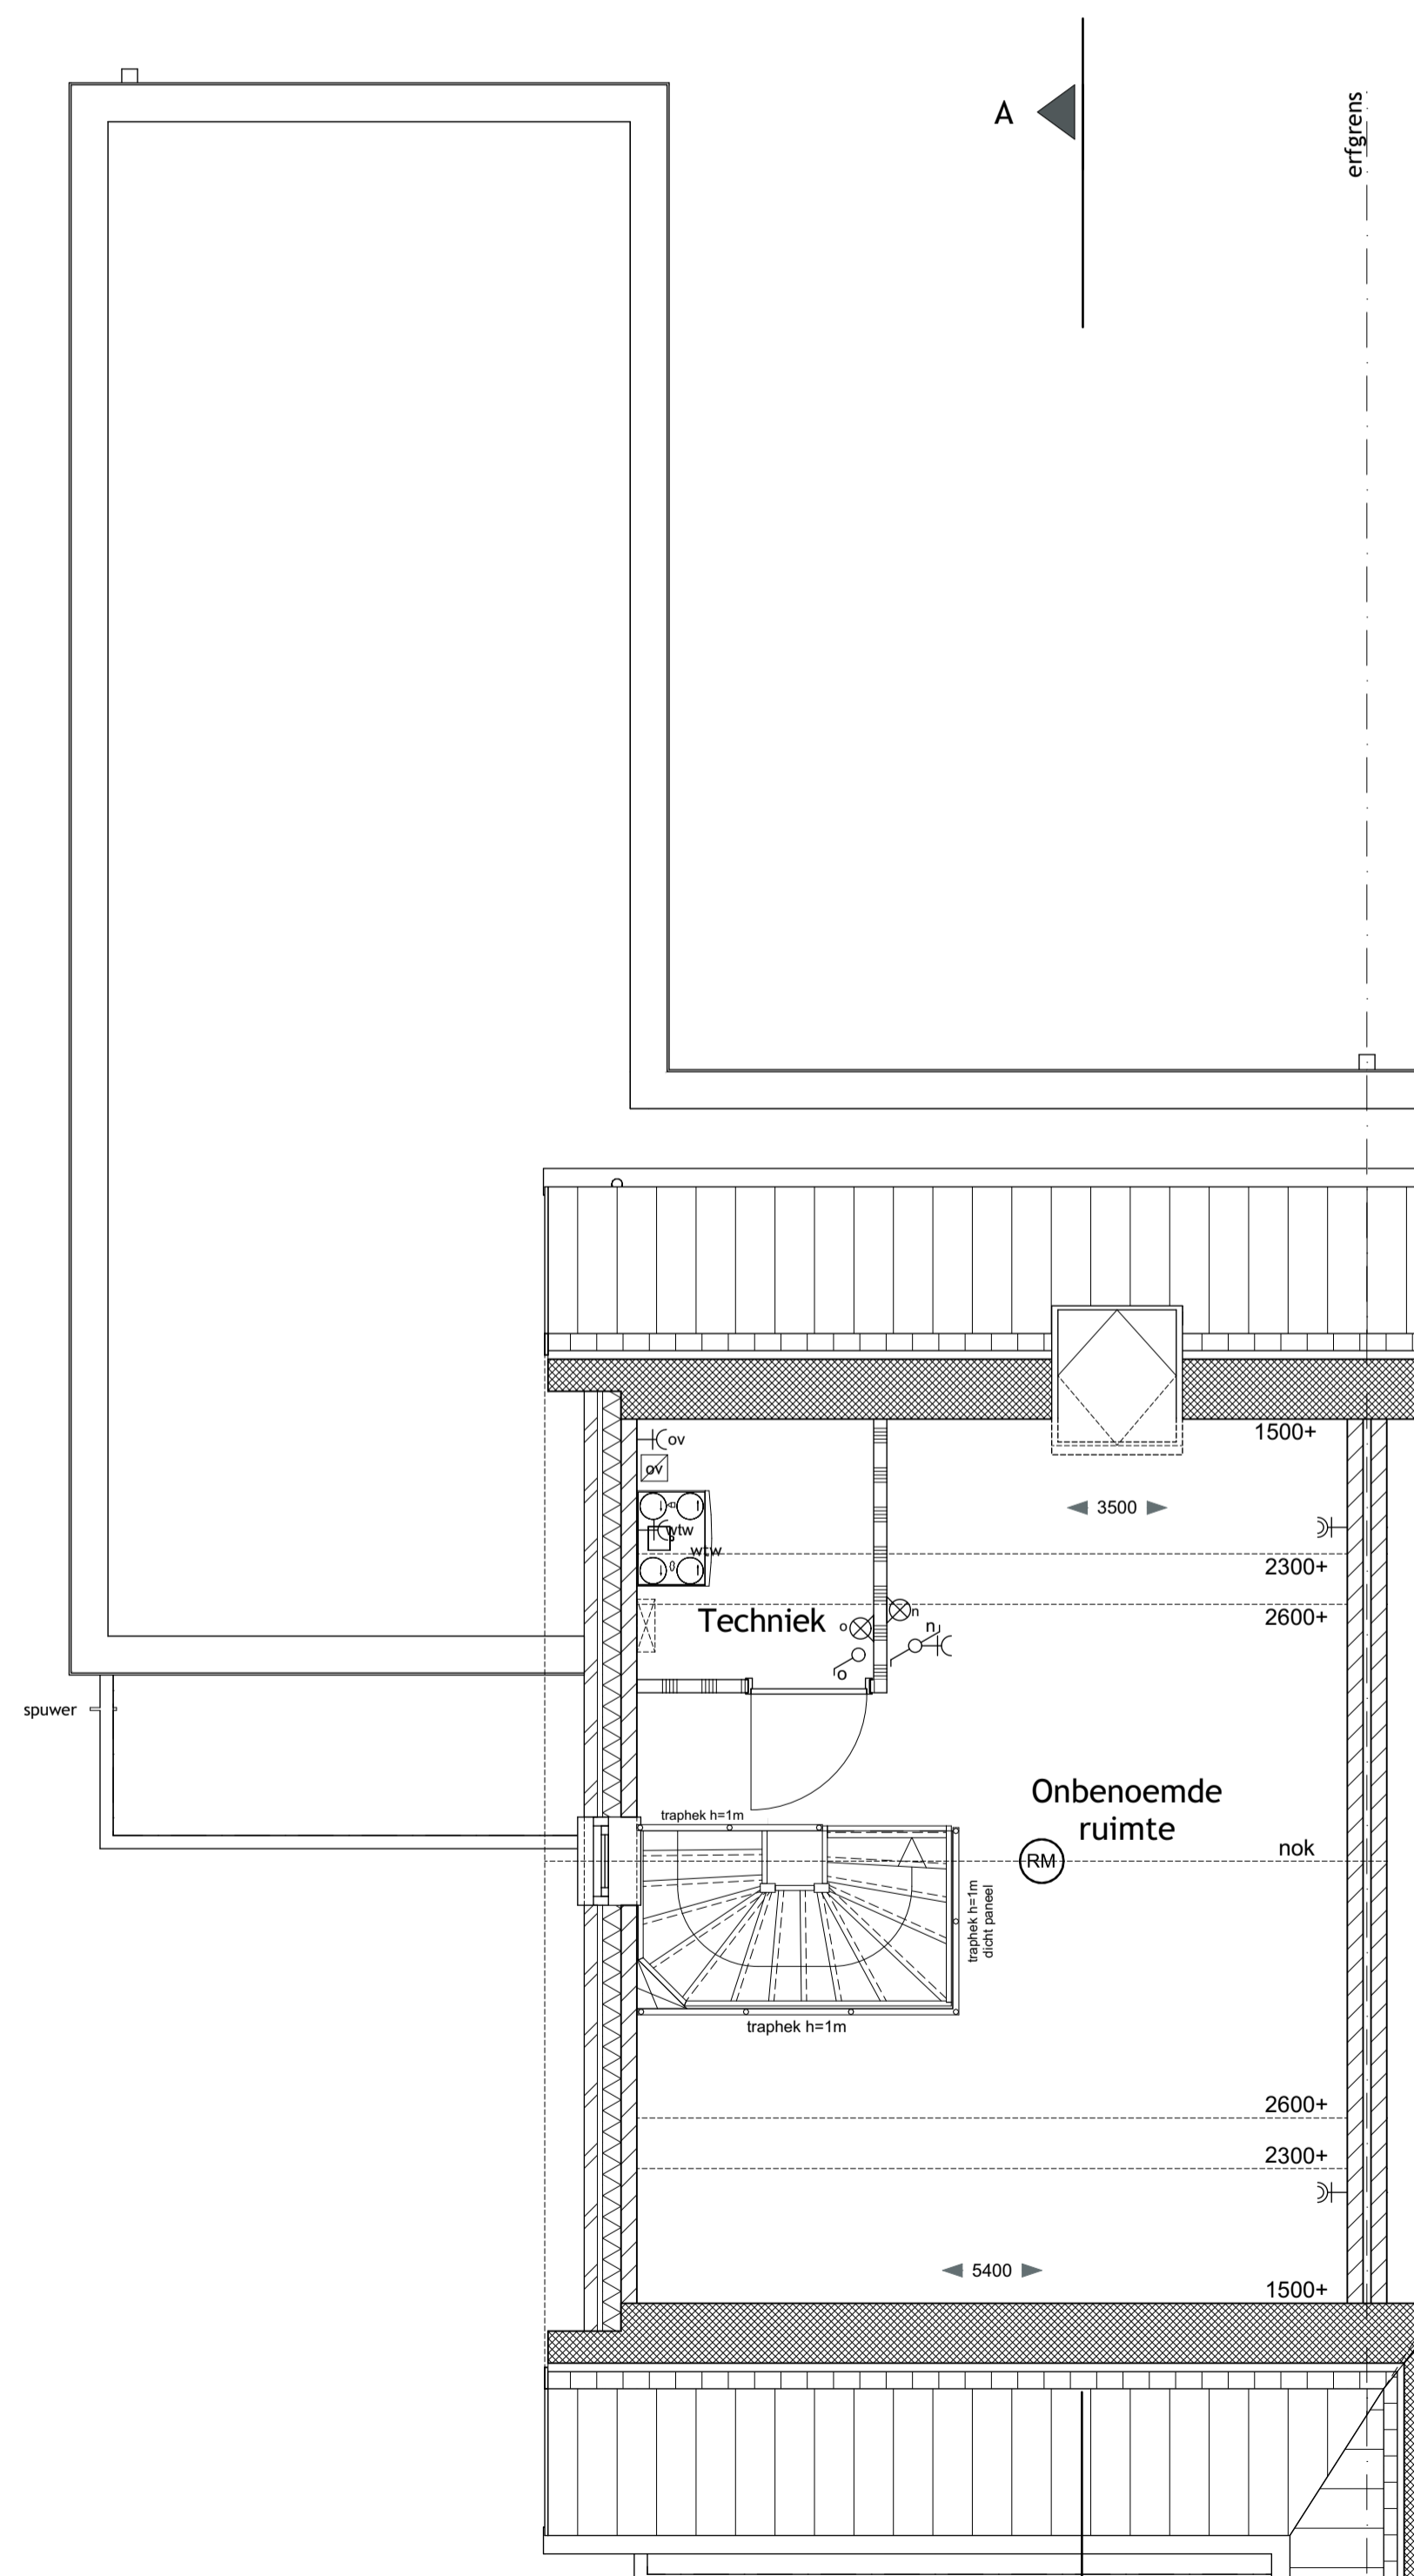 A
erfgrens
1500+
ov
ov
3500
wtw
wtw
2300+
2600+
Techniek
o
n
n
o
spuwer
Onbenoemde
ruimte
traphek h=1m
nok
RM
traphek h=1m
dicht paneel
traphek h=1m
2600+
2300+
5400
1500+